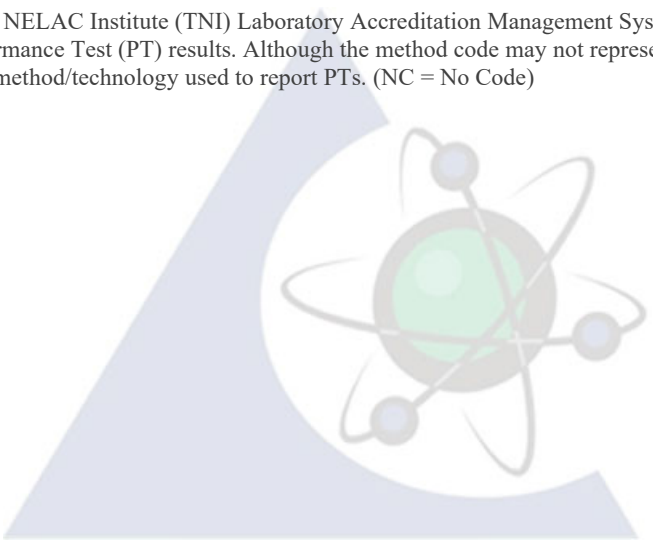 NELAC Institute (TNI) Laboratory Accreditation Management Sys
rmance Test (PT) results. Although the method code may not represe
method/technology used to report PTs. (NC = No Code)